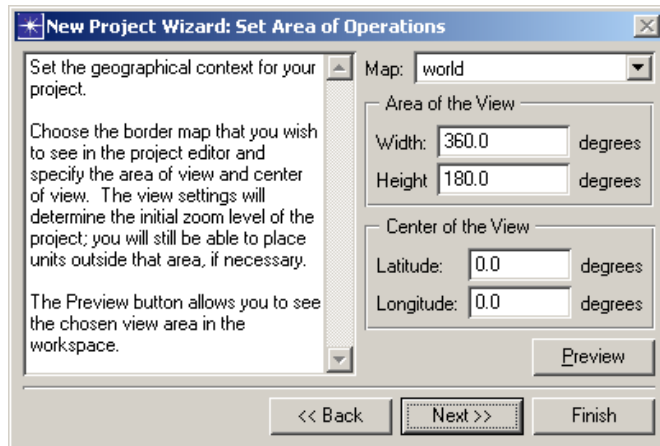 New Project Wizard: Set Area of Operations
Set the geographical context for your
project.
Choose the border map that you wish
to see in the project editor and
specify the area of view and center
of view. The view settings will
determine the initial zoom level of the
project; you will still be able to place
units outside that area, if necessary.
The Preview button allows you to see
the chosen view area in the
workspace.
Map: world
Area of the View
Width: 360.0 degrees
Height 180.0 degrees
Center of the View
Latitude: 0.0 degrees
Longitude: 0.0 degrees
Preview
<< Back Next >> Finish